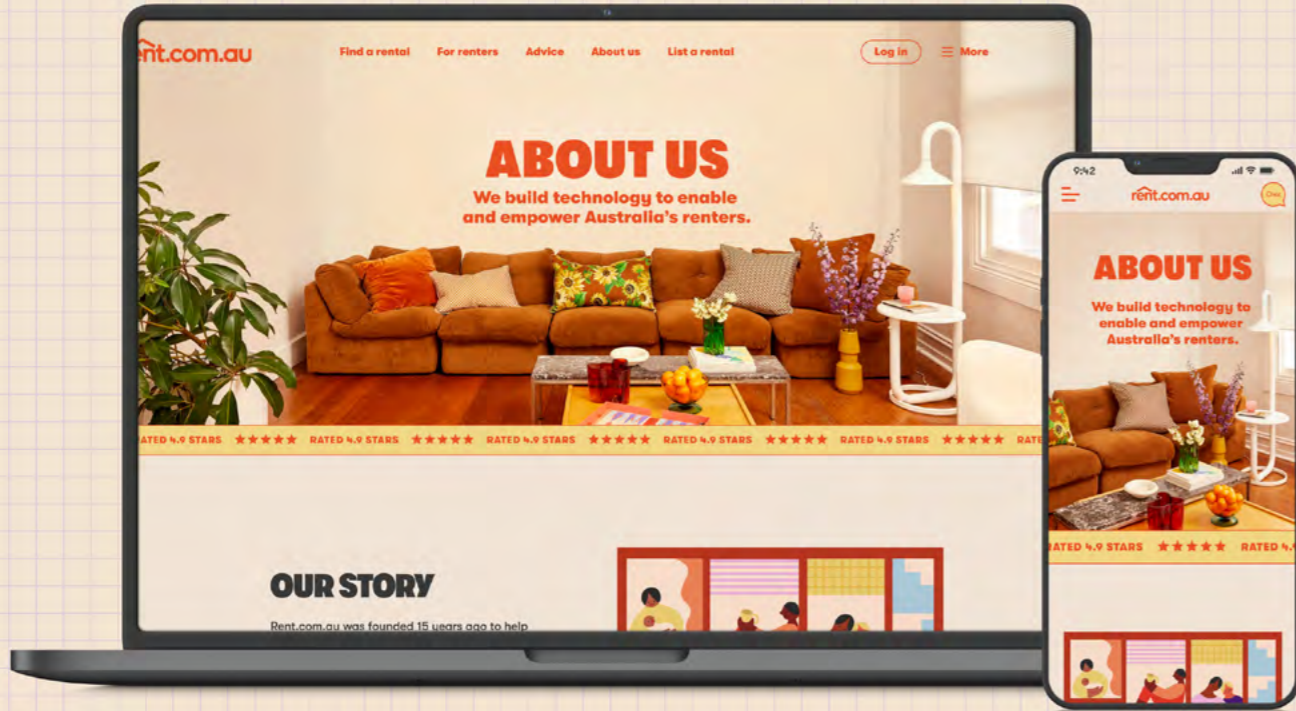 rent.com.au
Find a rental For renters Advice About us List a rental
Log in More
ABOUT US
We build technology to enable
and empower Australia's renters.
ATED 4.9 STARS ★★★★★ RATED 4.9 STARS ★★★★★ RATED 4.9 STARS ★★★★★ RATED 4.9 STARS ★★★★★ RATED 4.9 STARS ★★★★★ RATE
OUR STORY
Rent.com.au was founded 15 years ago to help
9:42
rent.com.au
ABOUT US
We build technology to
enable and empower
Australia's renters.
RATED 4.9 STARS ★★★★★ RATED 4.